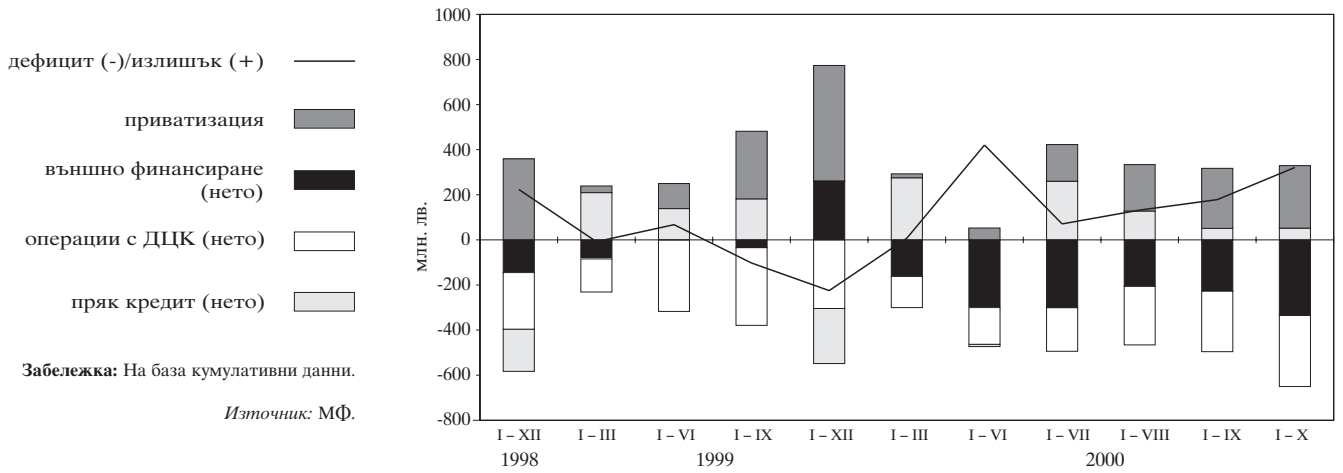 дефицит (-)/излишък (+)
приватизация
външно финансиране
(нето)
операции с ДЦК (нето)
пряк кредит (нето)
Забележка: На база кумулативни данни.
Източник: МФ.
млн. лв.
1000
800
600
400
200
0
-200
-400
-600
-800
I – XII I – III I – VI I – IX I – XII I – III I – VI I – VII I – VIII I – IX I – X
1998 1999 2000